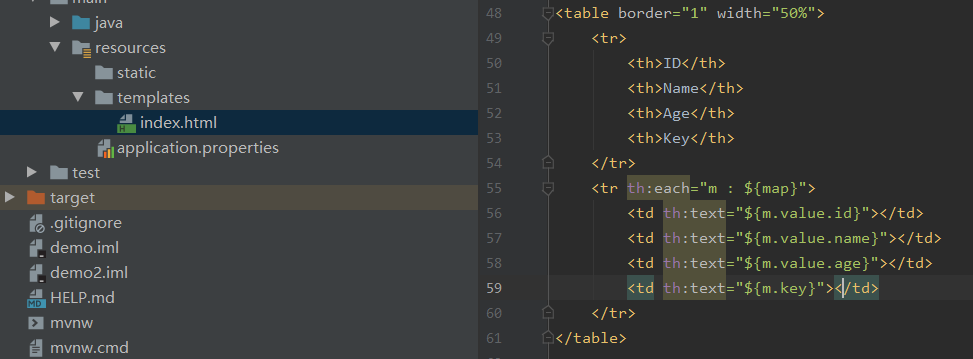 main
java
resources
static
templates
index.html
application.properties
test
target
.gitignore
demo.iml
demo2.iml
HELP.md
mvnw
mvnw.cmd
48 <table border="1" width="50%">
49 <tr>
50 <th>ID</th>
51 <th>Name</th>
52 <th>Age</th>
53 <th>Key</th>
54 </tr>
55 <tr th:each="m : ${map}">
56 <td th:text="${m.value.id}"></td>
57 <td th:text="${m.value.name}"></td>
58 <td th:text="${m.value.age}"></td>
59 <td th:text="${m.key}"></td>
60 </tr>
61 </table>